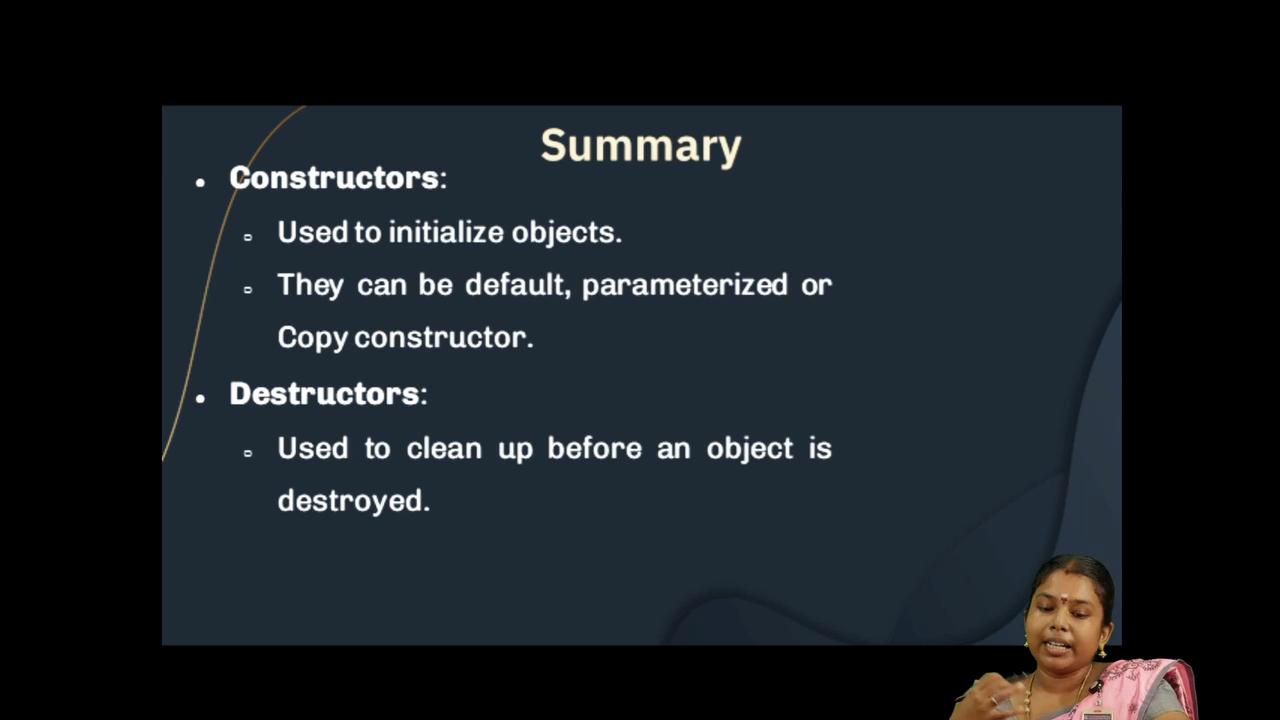 Summary
Constructors:
Used to initialize objects.
They can be default, parameterized or
Copy constructor.
Destructors:
Used to clean up before an object is
destroyed.